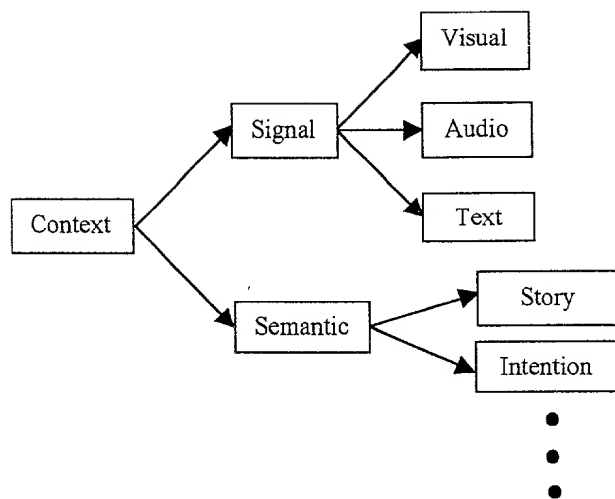 Visual
Signal
Audio
Text
Context
Story
Semantic
Intention